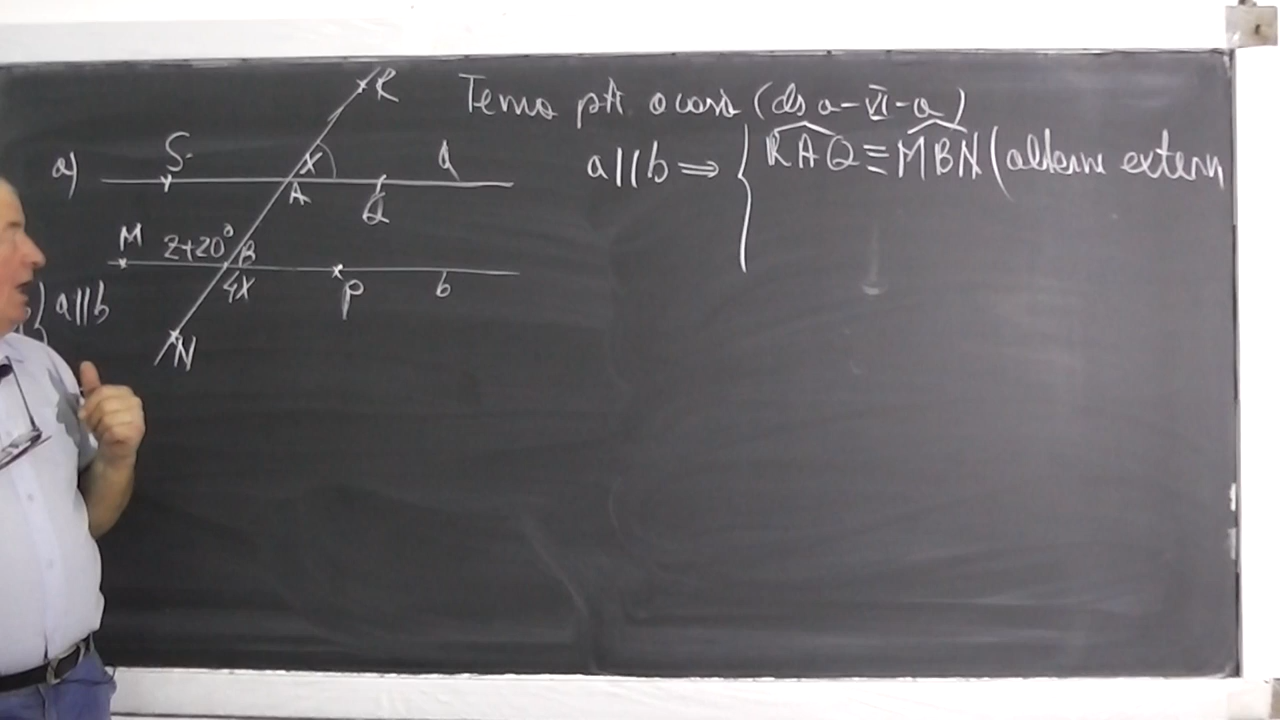 Tema pt. acasă (cls a-VI-a)
a)
R
S
x
a
A
Q
a||b ⇒ { RAQ ≡ MBN (alterne extern
M
z+20°
B
4x
P
b
a||b
N